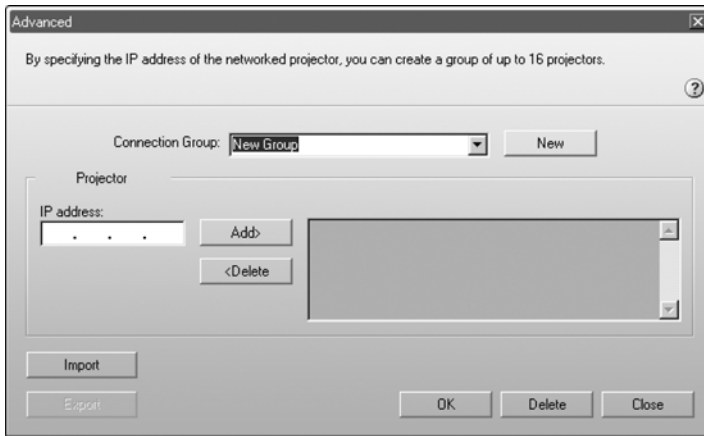 Advanced
By specifying the IP address of the networked projector, you can create a group of up to 16 projectors.
?
Connection Group: New Group New
Projector
IP address:
. . . Add>
<Delete
Import
Export OK Delete Close